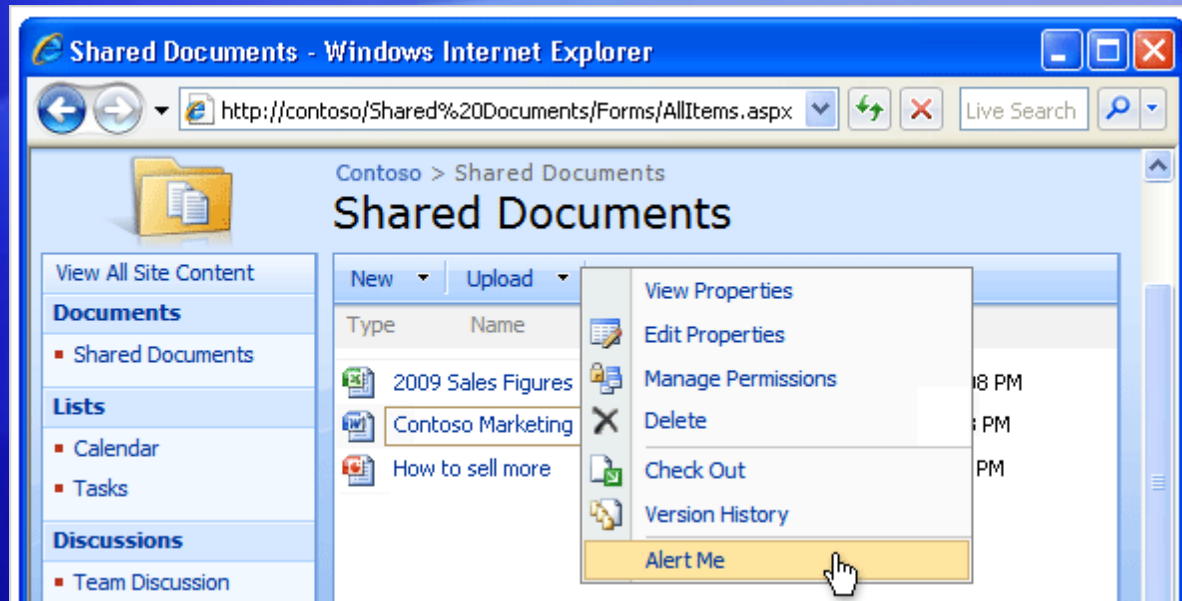 Shared Documents - Windows Internet Explorer
http://contoso/Shared%20Documents/Forms/AllItems.aspx
Live Search
Contoso > Shared Documents
Shared Documents
View All Site Content
Documents
Shared Documents
Lists
Calendar
Tasks
Discussions
Team Discussion
New Upload
Type Name
2009 Sales Figures
Contoso Marketing
How to sell more
View Properties
Edit Properties
Manage Permissions
Delete
Check Out
Version History
Alert Me
PM
PM
PM